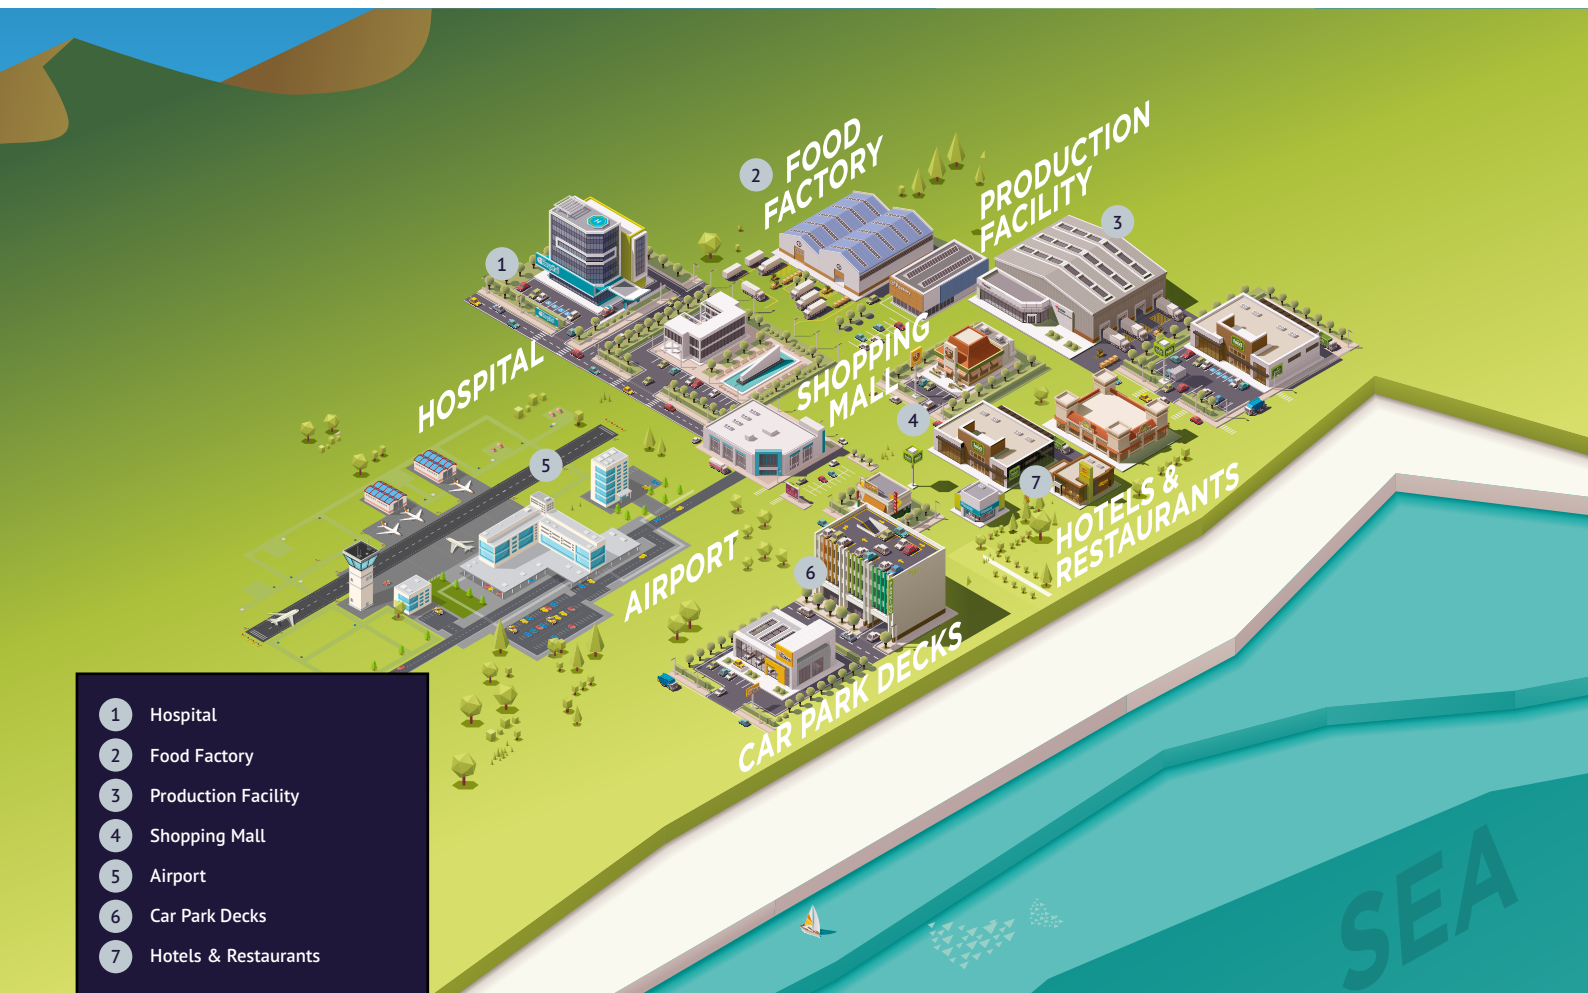 2 FOOD
FACTORY
PRODUCTION
FACILITY
3
1
H
HOSPITAL
SHOPPING
MALL
4
5
7
HOTELS &
RESTAURANTS
AIRPORT
6
CAR PARK DECKS
1 Hospital
2 Food Factory
3 Production Facility
4 Shopping Mall
5 Airport
6 Car Park Decks
7 Hotels & Restaurants
SEA